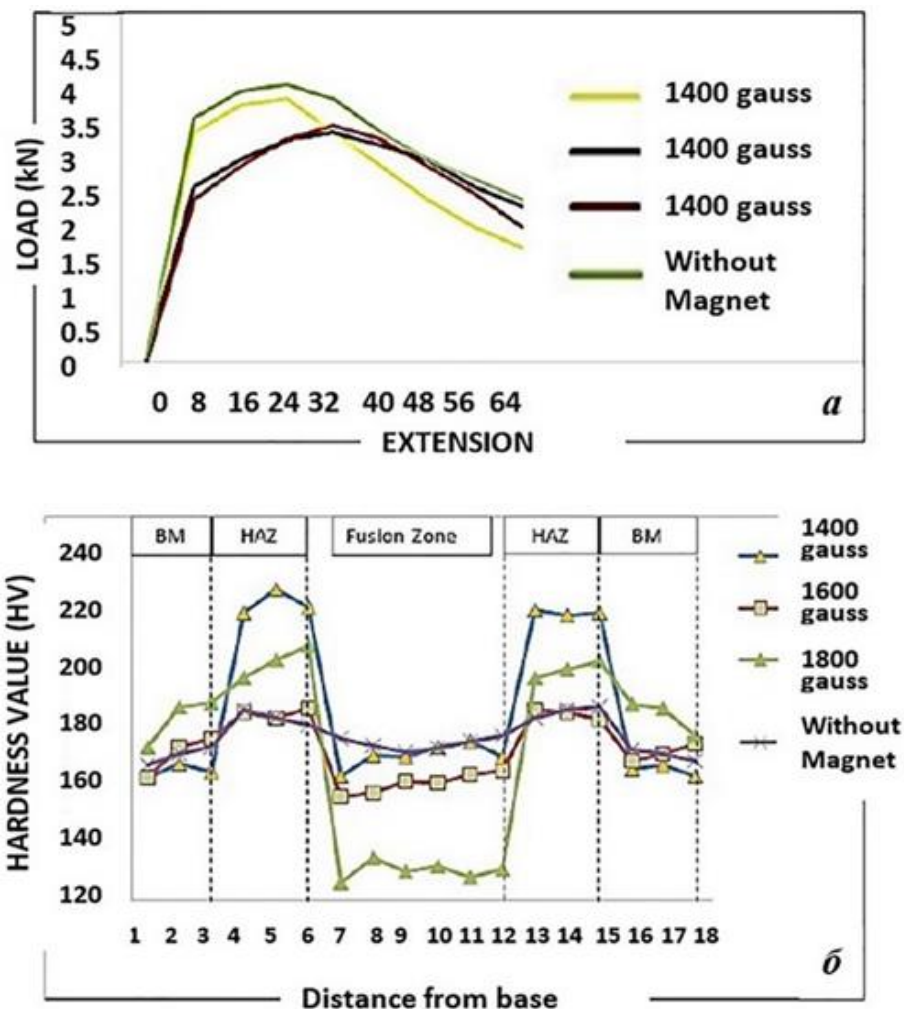 5
4.5
4
3.5
3
2.5
2
1.5
1
0.5
0
LOAD (kN)
0 8 16 24 32 40 48 56 64
EXTENSION
1400 gauss
1400 gauss
1400 gauss
Without
Magnet
а
BM HAZ Fusion Zone HAZ BM
240
220
200
180
160
140
120
HARDNESS VALUE (HV)
1 2 3 4 5 6 7 8 9 10 11 12 13 14 15 16 17 18
Distance from base
1400
gauss
1600
gauss
1800
gauss
Without
Magnet
б